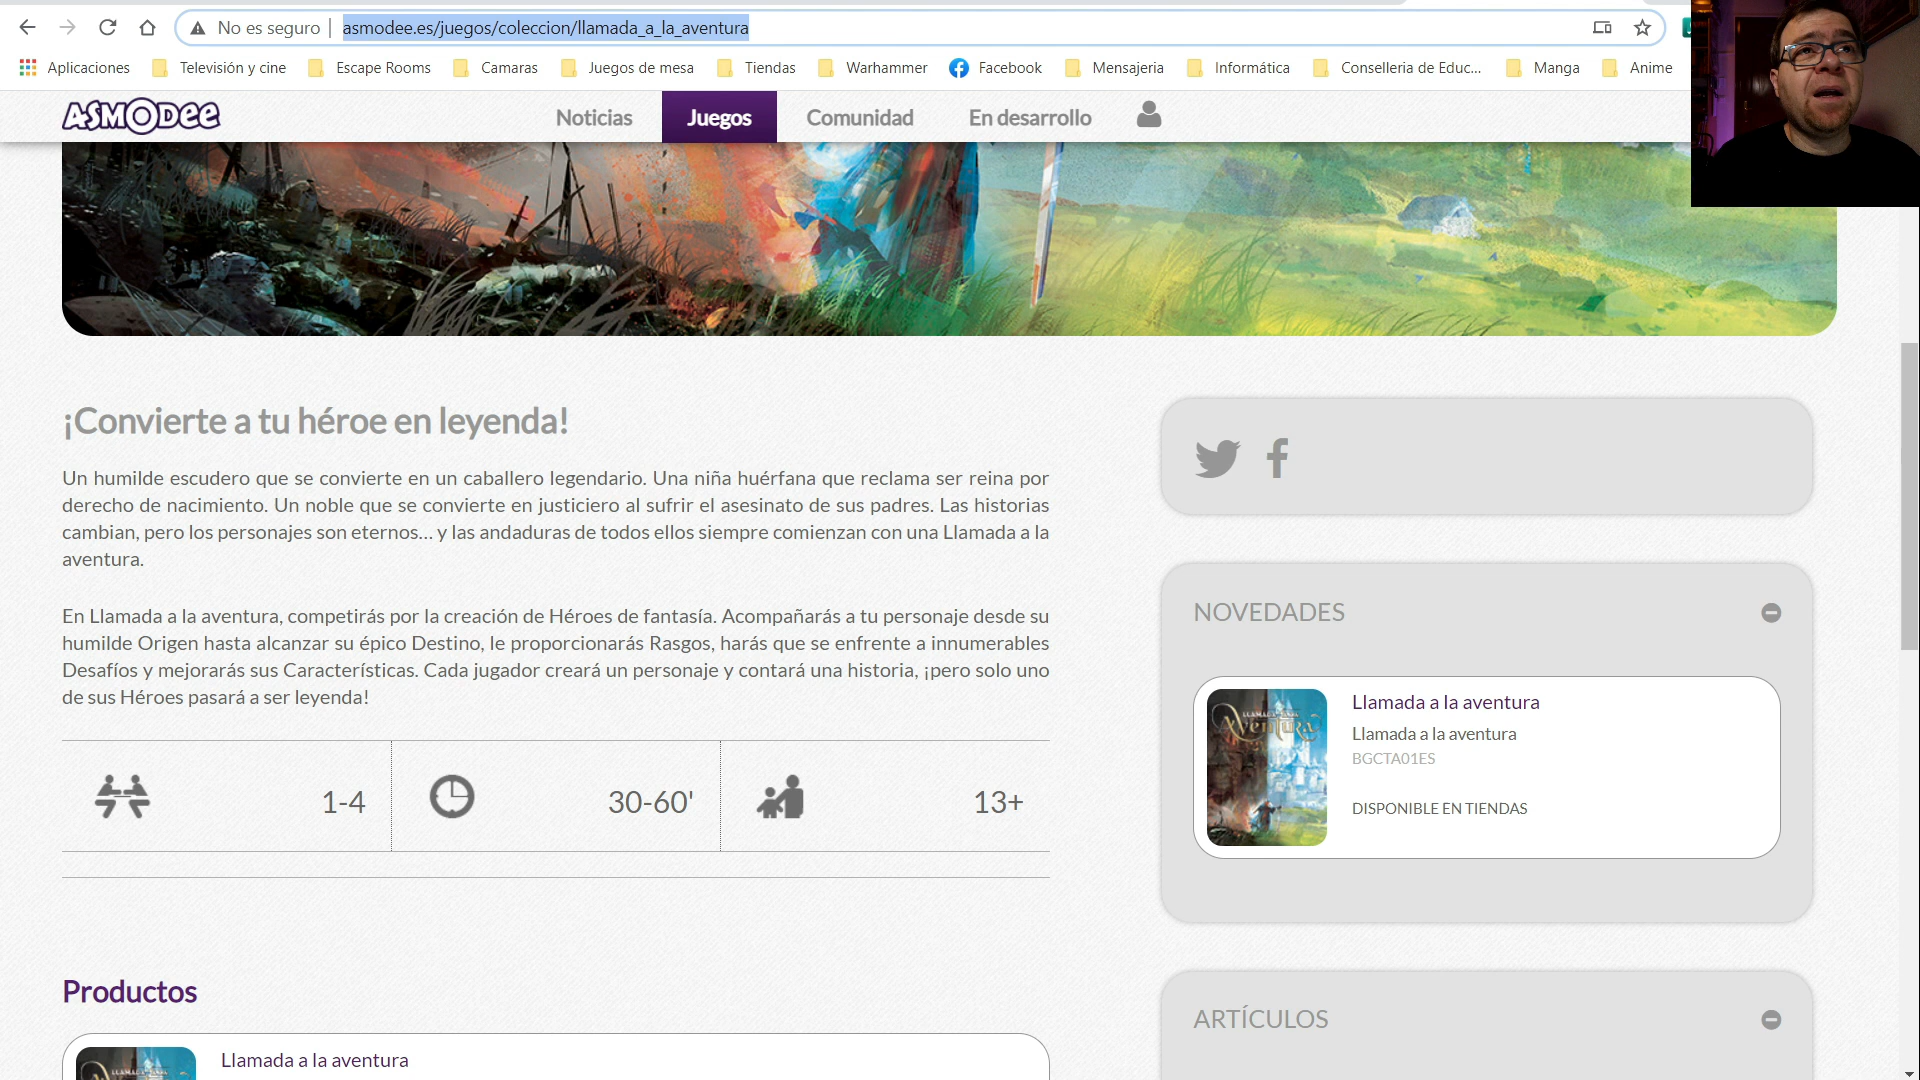 No es seguro
asmodee.es/juegos/coleccion/llamada_a_la_aventura
Aplicaciones
Televisión y cine
Escape Rooms
Camaras
Juegos de mesa
Tiendas
Warhammer
Facebook
Mensajeria
Informática
Conselleria de Educ...
Manga
Anime
ASMODEE
Noticias
Juegos
Comunidad
En desarrollo
¡Convierte a tu héroe en leyenda!
Un humilde escudero que se convierte en un caballero legendario. Una niña huérfana que reclama ser reina por
derecho de nacimiento. Un noble que se convierte en justiciero al sufrir el asesinato de sus padres. Las historias
cambian, pero los personajes son eternos... y las andaduras de todos ellos siempre comienzan con una Llamada a la
aventura.
En Llamada a la aventura, competirás por la creación de Héroes de fantasía. Acompañarás a tu personaje desde su
humilde Origen hasta alcanzar su épico Destino, le proporcionarás Rasgos, harás que se enfrente a innumerables
Desafíos y mejorarás sus Características. Cada jugador creará un personaje y contará una historia, ¡pero solo uno
de sus Héroes pasará a ser leyenda!
1-4
30-60'
13+
Productos
Llamada a la aventura
NOVEDADES
LLAMADA A LA
AVENTURA
Llamada a la aventura
Llamada a la aventura
BGCTA01ES
DISPONIBLE EN TIENDAS
ARTÍCULOS